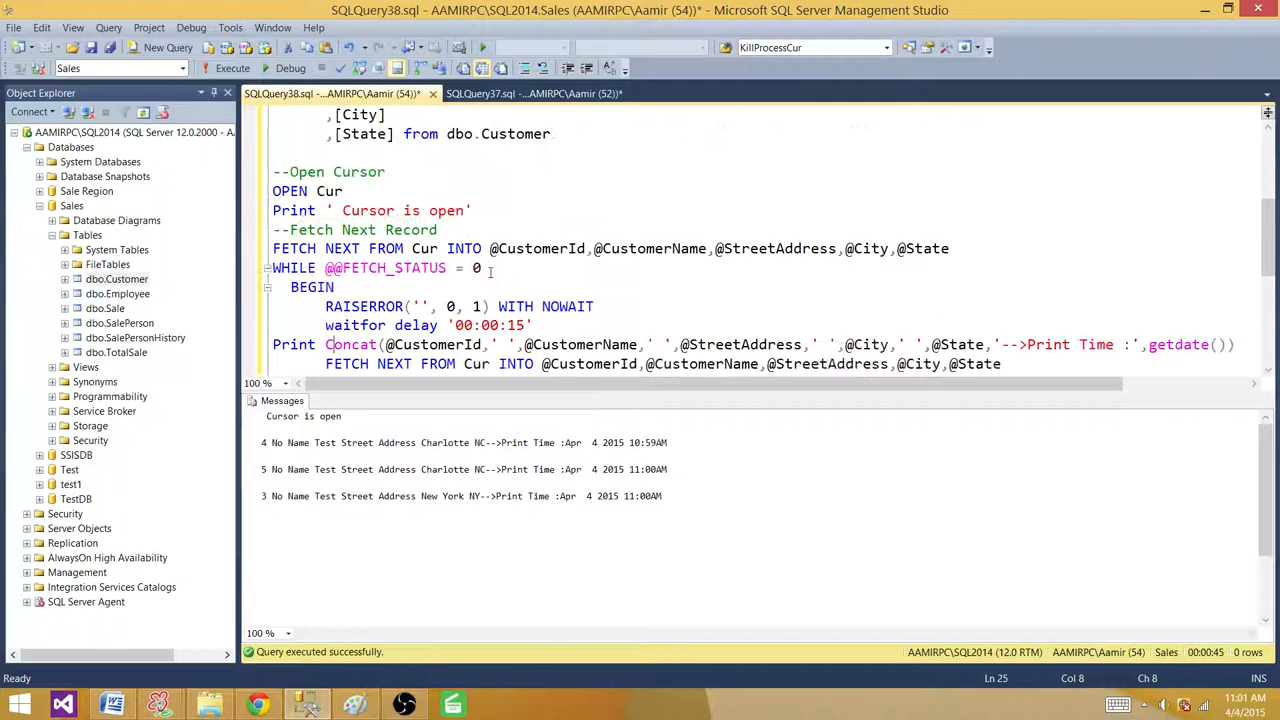 SQLQuery38.sql - AAMIRPC\SQL2014.Sales (AAMIRPC\Aamir (54))* - Microsoft SQL Server Management Studio
File Edit View Query Project Debug Tools Window Help
New Query KillProcessCur
Sales Execute Debug
Object Explorer
SQLQuery38.sql -...AAMIRPC\Aamir (54))* SQLQuery37.sql -...AAMIRPC\Aamir (52))*
Connect
AAMIRPC\SQL2014 (SQL Server 12.0.2000 - AA
Databases
System Databases
Database Snapshots
Sale Region
Sales
Database Diagrams
Tables
System Tables
FileTables
dbo.Customer
dbo.Employee
dbo.Sale
dbo.SalePerson
dbo.SalePersonHistory
dbo.TotalSale
Views
Synonyms
Programmability
Service Broker
Storage
Security
SSISDB
Test
test1
TestDB
Security
Server Objects
Replication
AlwaysOn High Availability
Management
Integration Services Catalogs
SQL Server Agent
,[City]
,[State] from dbo.Customer
--Open Cursor
OPEN Cur
Print ' Cursor is open'
--Fetch Next Record
FETCH NEXT FROM Cur INTO @CustomerId,@CustomerName,@StreetAddress,@City,@State
WHILE @@FETCH_STATUS = 0
BEGIN
RAISERROR('', 0, 1) WITH NOWAIT
waitfor delay '00:00:15'
Print Concat(@CustomerId,' ',@CustomerName,' ',@StreetAddress,' ',@City,' ',@State,'-->Print Time :',getdate())
FETCH NEXT FROM Cur INTO @CustomerId,@CustomerName,@StreetAddress,@City,@State
100 %
Messages
Cursor is open
4 No Name Test Street Address Charlotte NC-->Print Time :Apr  4 2015 10:59AM
5 No Name Test Street Address Charlotte NC-->Print Time :Apr  4 2015 11:00AM
3 No Name Test Street Address New York NY-->Print Time :Apr  4 2015 11:00AM
100 %
Query executed successfully. AAMIRPC\SQL2014 (12.0 RTM) AAMIRPC\Aamir (54) Sales 00:00:45 0 rows
Ready Ln 25 Col 8 Ch 8 INS
11:01 AM
4/4/2015